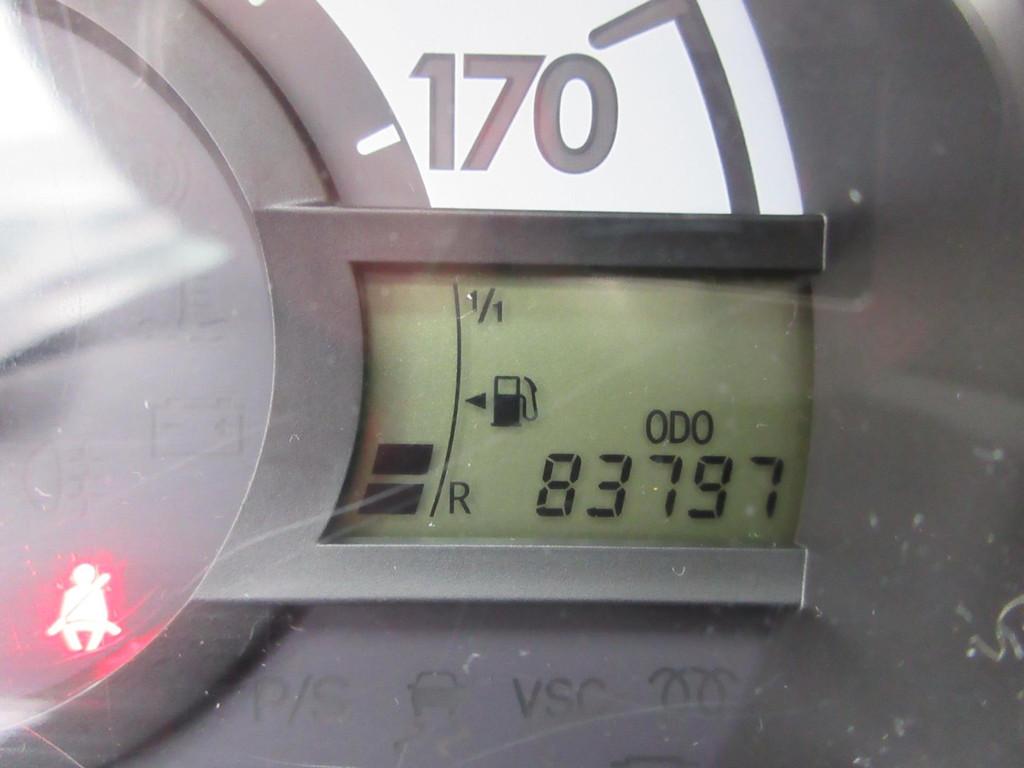 170
1/1
ODO
83797
R
P/S VSC